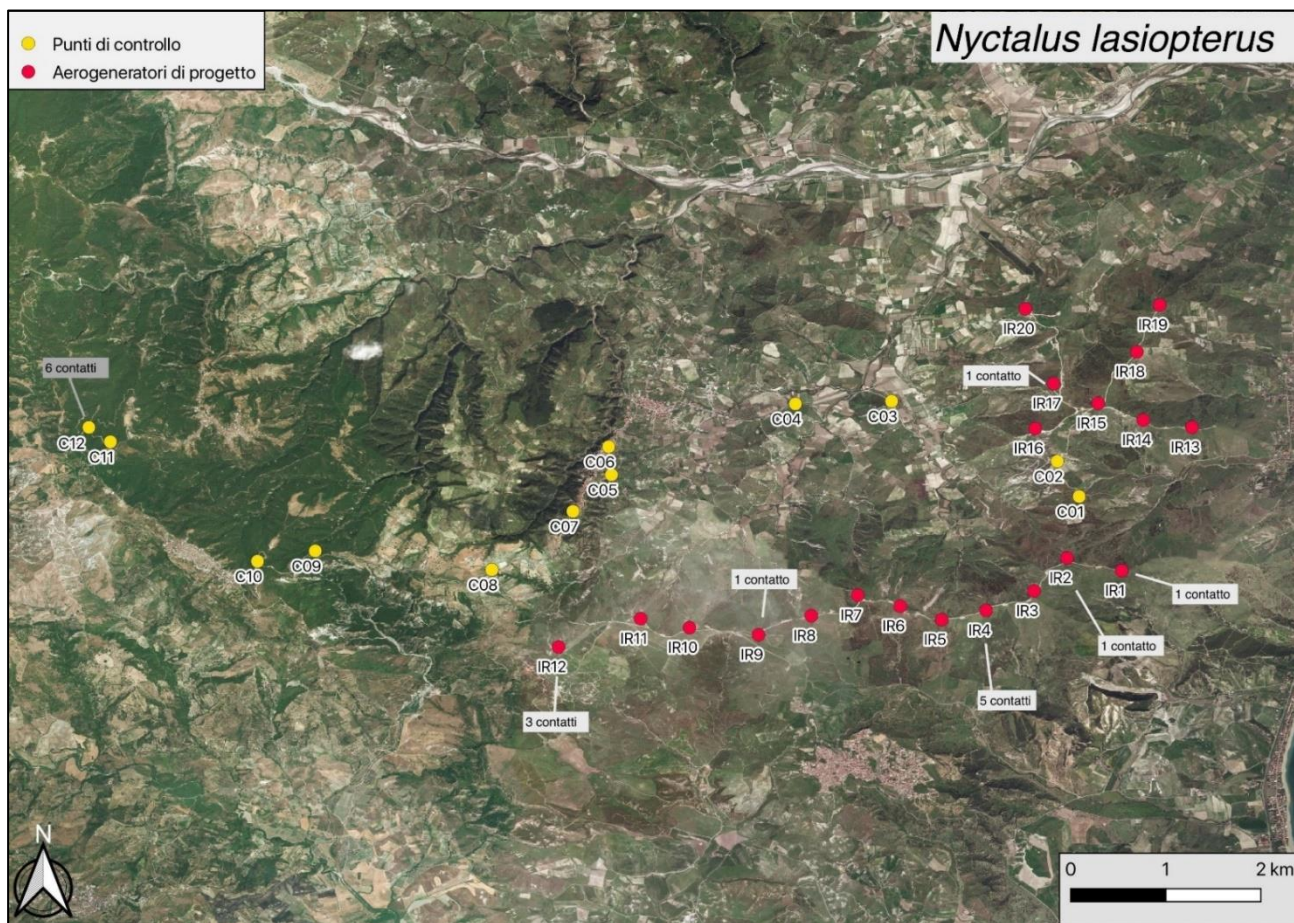 Nyctalus lasiopterus
Punti di controllo
Aerogeneratori di progetto
IR19
IR20
IR18
6 contatti
1 contatto
IR17
C04
C03
IR15
C12
C11
IR16
IR14
IR13
C06
C02
C05
C01
C07
C10
C09
C08
1 contatto
IR2
IR1
1 contatto
IR7
IR6
IR3
IR11
IR10
IR9
IR8
IR5
IR4
1 contatto
IR12
3 contatti
5 contatti
N
0 1 2 km